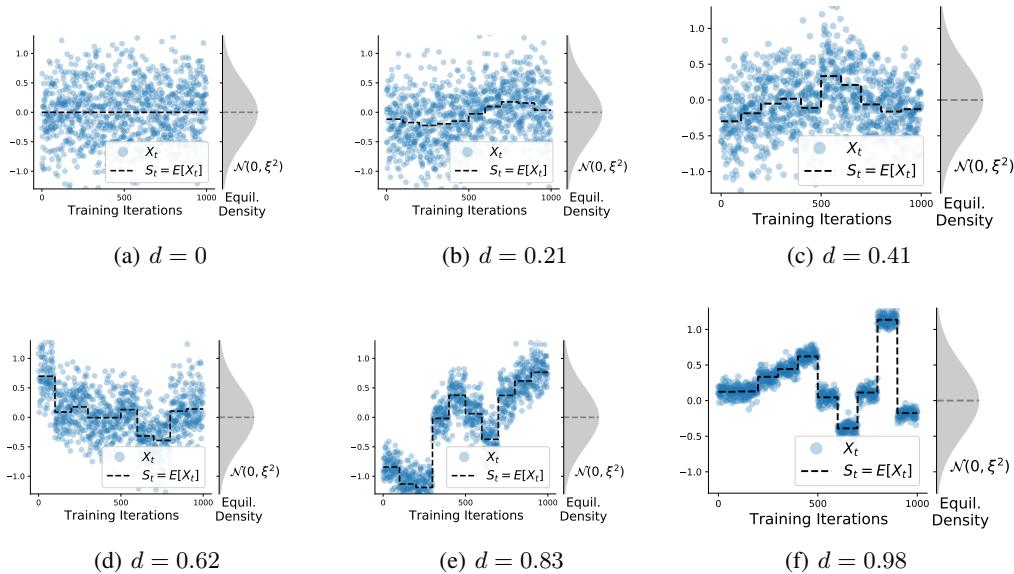 1.0
0.5
0.0
−0.5
−1.0
X_t
S_t = E[X_t]
0 500 1000
Training Iterations
𝒩(0, ξ²)
Equil.
Density
(a) d = 0
1.0
0.5
0.0
−0.5
−1.0
X_t
S_t = E[X_t]
0 500 1000
Training Iterations
𝒩(0, ξ²)
Equil.
Density
(b) d = 0.21
1.0
0.5
0.0
−0.5
−1.0
X_t
S_t = E[X_t]
0 500 1000
Training Iterations
𝒩(0, ξ²)
Equil.
Density
(c) d = 0.41
1.0
0.5
0.0
−0.5
−1.0
X_t
S_t = E[X_t]
0 500 1000
Training Iterations
𝒩(0, ξ²)
Equil.
Density
(d) d = 0.62
1.0
0.5
0.0
−0.5
−1.0
X_t
S_t = E[X_t]
0 500 1000
Training Iterations
𝒩(0, ξ²)
Equil.
Density
(e) d = 0.83
1.0
0.5
0.0
−0.5
−1.0
X_t
S_t = E[X_t]
0 500 1000
Training Iterations
𝒩(0, ξ²)
Equil.
Density
(f) d = 0.98